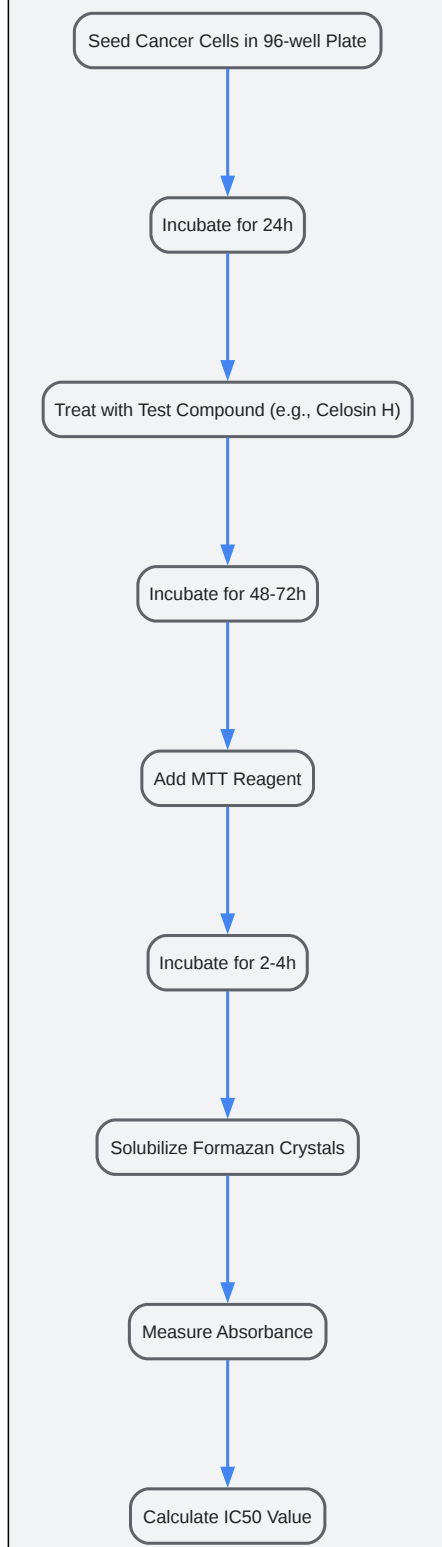 Seed Cancer Cells in 96-well Plate
Incubate for 24h
Treat with Test Compound (e.g., Celosin H)
Incubate for 48-72h
Add MTT Reagent
Incubate for 2-4h
Solubilize Formazan Crystals
Measure Absorbance
Calculate IC50 Value